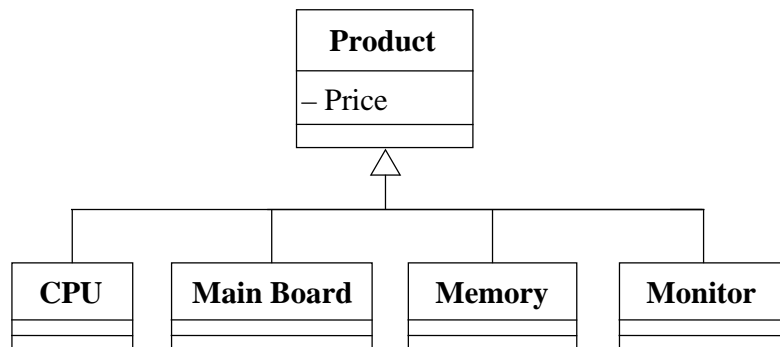 Product
– Price
CPU
Main Board
Memory
Monitor